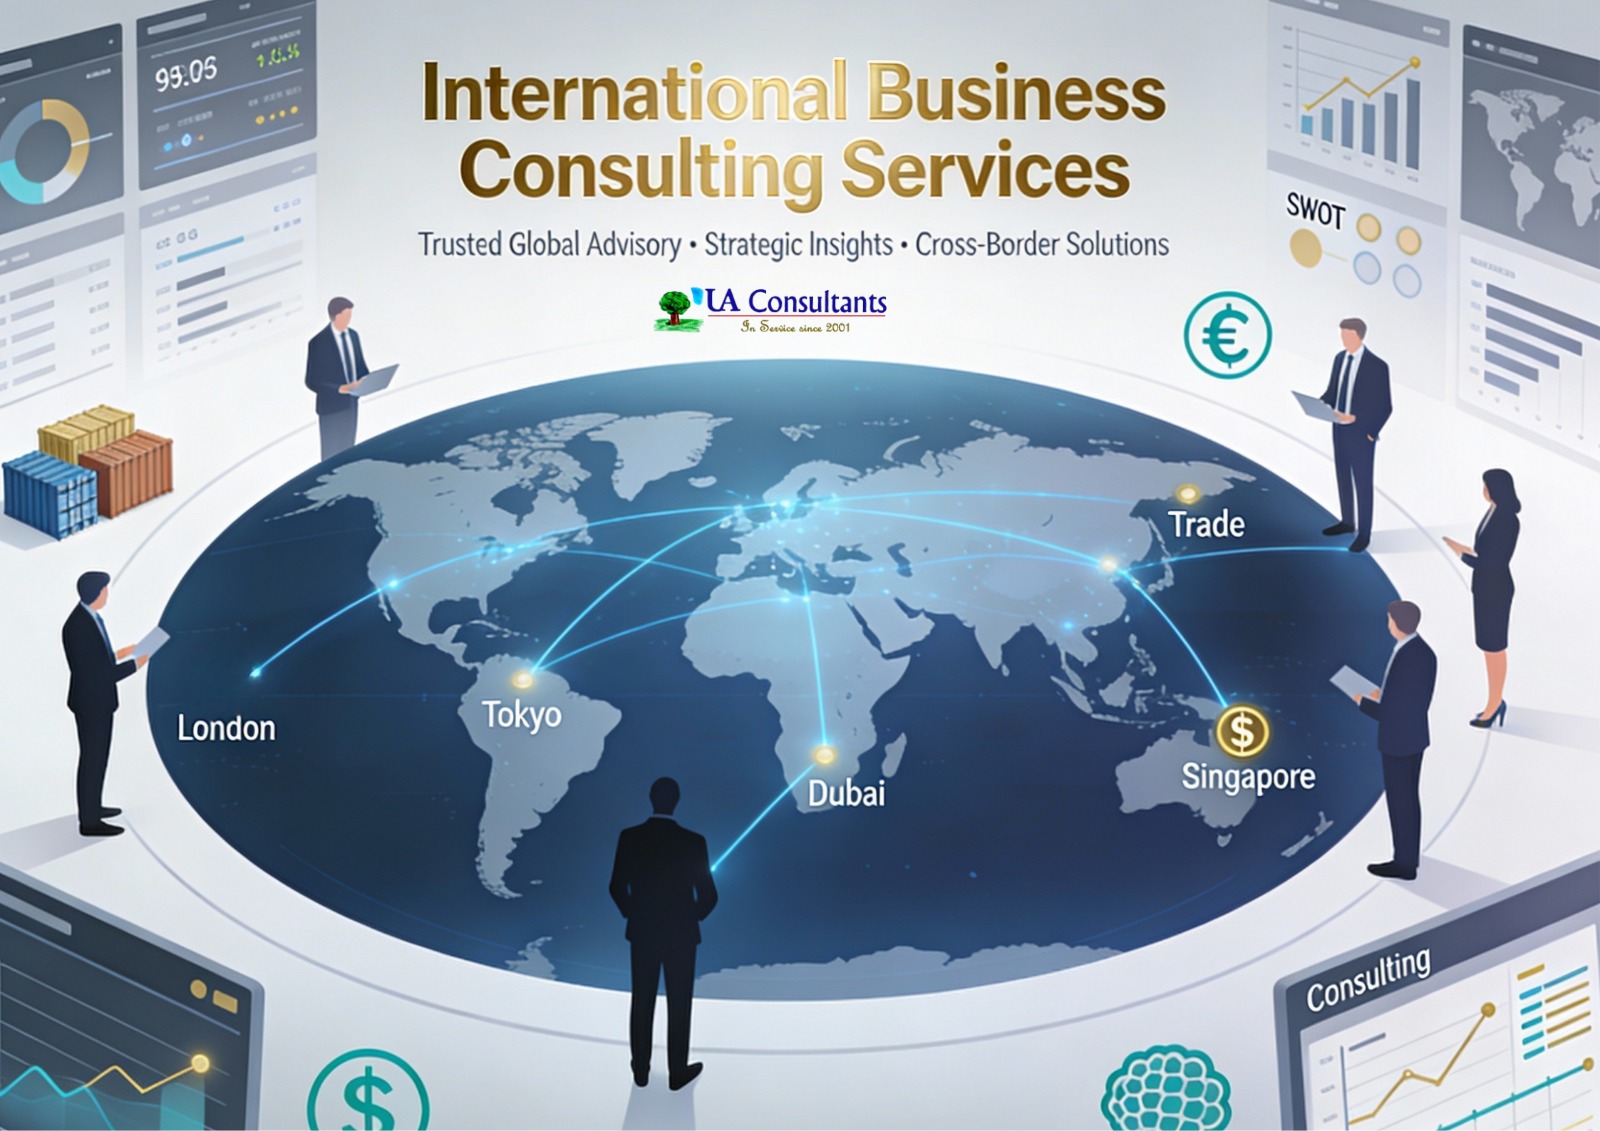 International Business
Consulting Services
Trusted Global Advisory • Strategic Insights • Cross-Border Solutions
UA Consultants
In Service since 2001
SWOT
€
Trade
Tokyo
London
$
Singapore
Dubai
Consulting
$